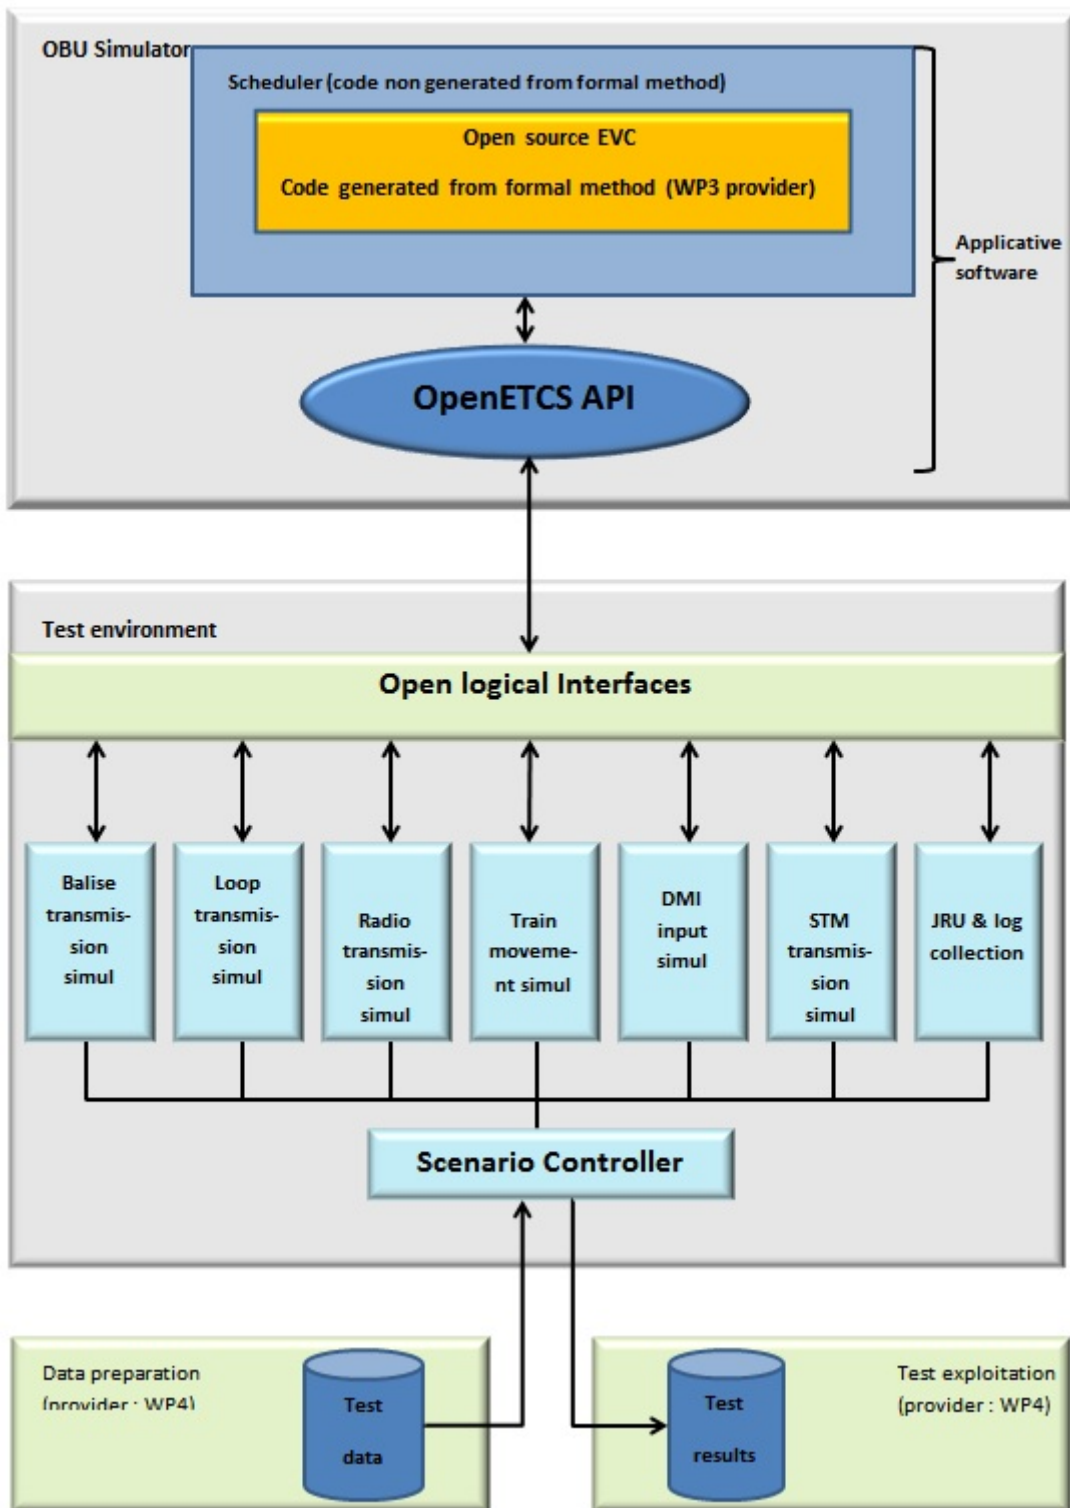 OBU Simulator
Scheduler (code non generated from formal method)
Open source EVC
Code generated from formal method (WP3 provider)
Applicative
software
OpenETCS API
Test environment
Open logical Interfaces
Balise
transmis-
sion
simul
Loop
transmis-
sion
simul
Radio
transmis-
sion
simul
Train
moveme-
nt simul
DMI
input
simul
STM
transmis-
sion
simul
JRU & log
collection
Scenario Controller
Data preparation
(provider : WP4)
Test
data
Test
results
Test exploitation
(provider : WP4)